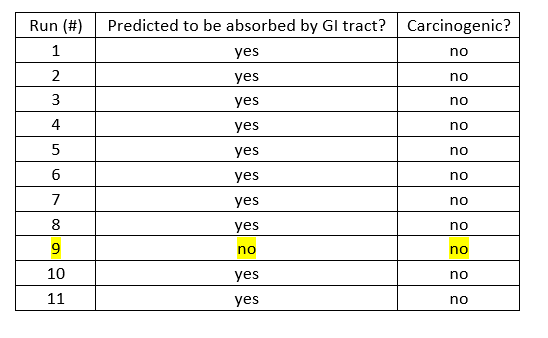 Run (#) Predicted to be absorbed by GI tract? Carcinogenic?
1 yes no
2 yes no
3 yes no
4 yes no
5 yes no
6 yes no
7 yes no
8 yes no
9 no no
10 yes no
11 yes no